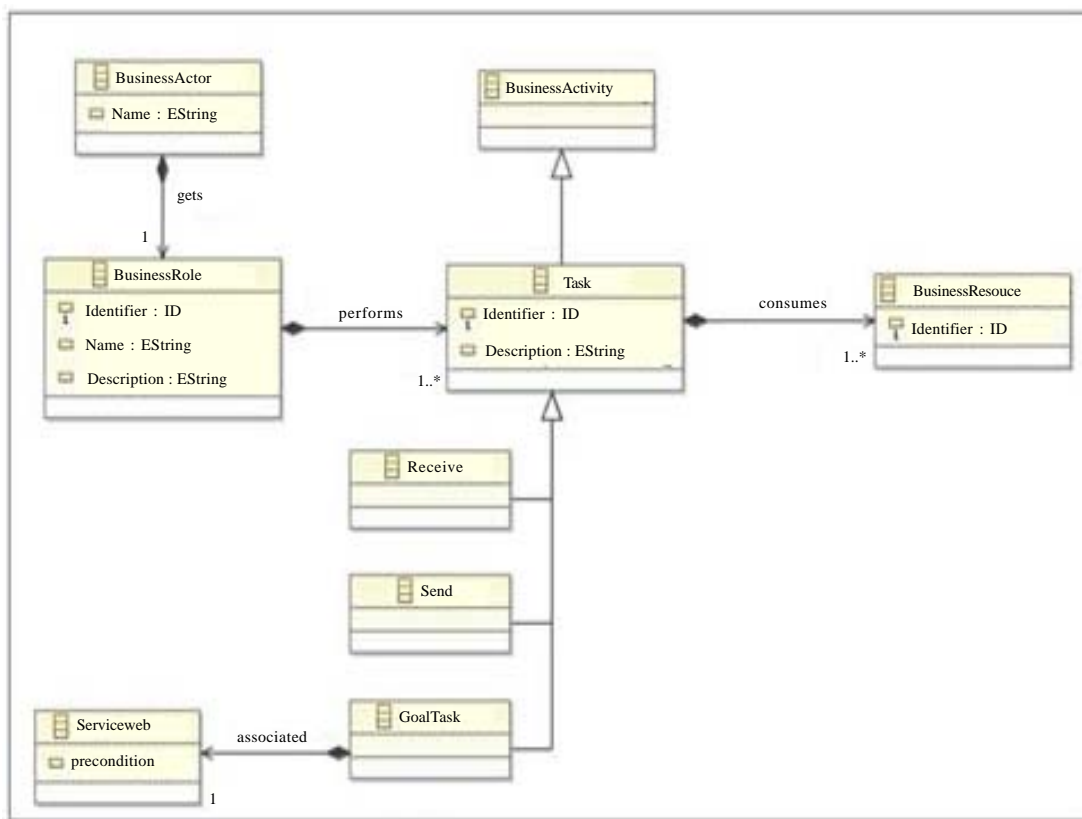 BusinessActor
Name : EString
BusinessActivity
gets
1
BusinessRole
Identifier : ID
Name : EString
Description : EString
performs
Task
Identifier : ID
Description : EString
1..*
consumes
BusinessResouce
Identifier : ID
1..*
Receive
Send
GoalTask
associated
Serviceweb
precondition
1